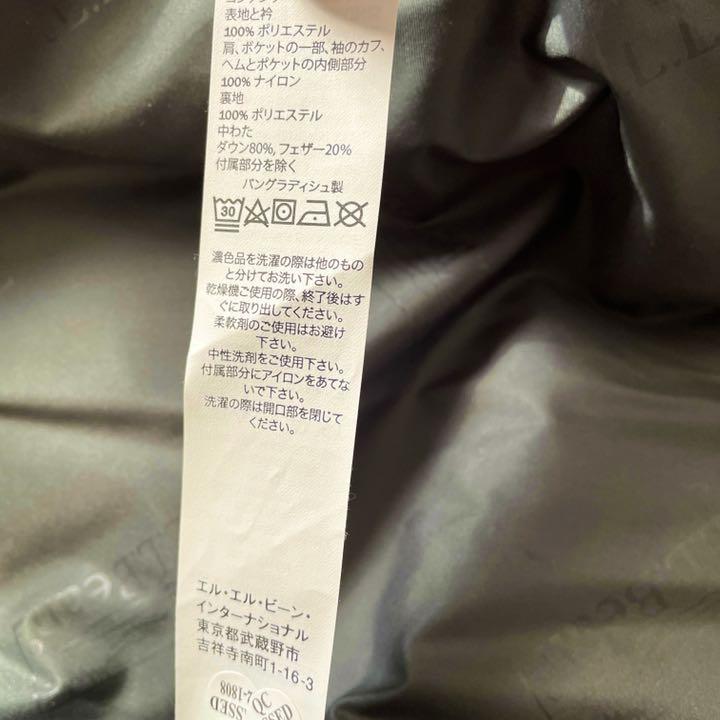 表地と衿
100% ポリエステル
肩、ポケットの一部、袖のカフ、
ヘムとポケットの内側部分
100% ナイロン
裏地
100% ポリエステル
中わた
ダウン80%, フェザー20%
付属部分を除く
バングラディシュ製
30
濃色品を洗濯の際は他のもの
と分けてお洗い下さい。
乾燥機ご使用の際、終了後はす
ぐに取り出してください。
柔軟剤のご使用はお避け
下さい。
中性洗剤をご使用下さい。
付属部分にアイロンをあてな
いで下さい。
洗濯の際は開口部を閉じて
ください。
エル・エル・ビーン・
インターナショナル
東京都武蔵野市
吉祥寺南町1-16-3